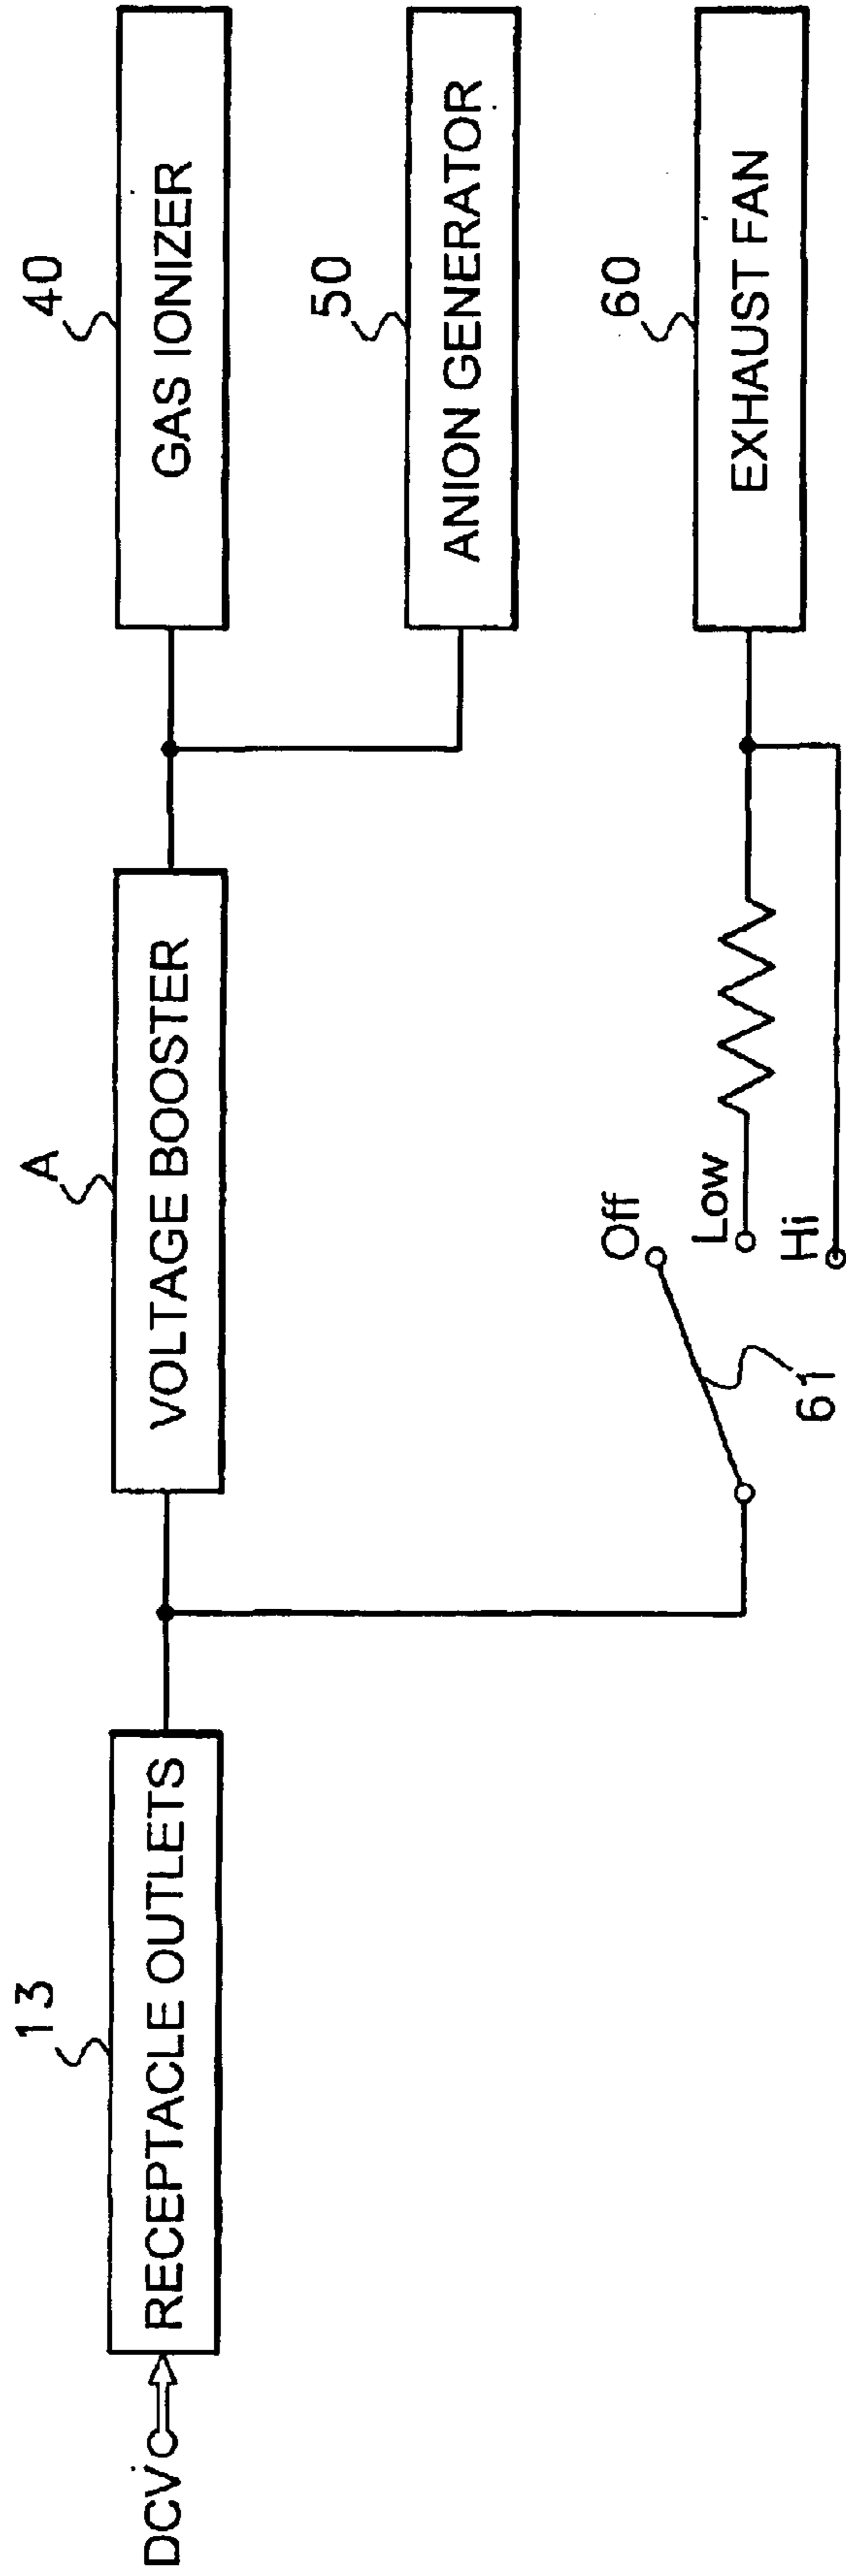 DCV
13
RECEPTACLE OUTLETS
A
VOLTAGE BOOSTER
40
GAS IONIZER
50
ANION GENERATOR
60
EXHAUST FAN
Off
Low
Hi
61